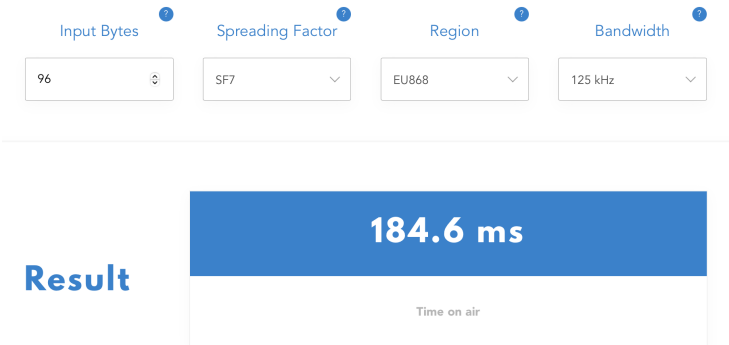 ? ? ? ?
Input Bytes Spreading Factor Region Bandwidth
96 SF7 EU868 125 kHz
184.6 ms
Result
Time on air